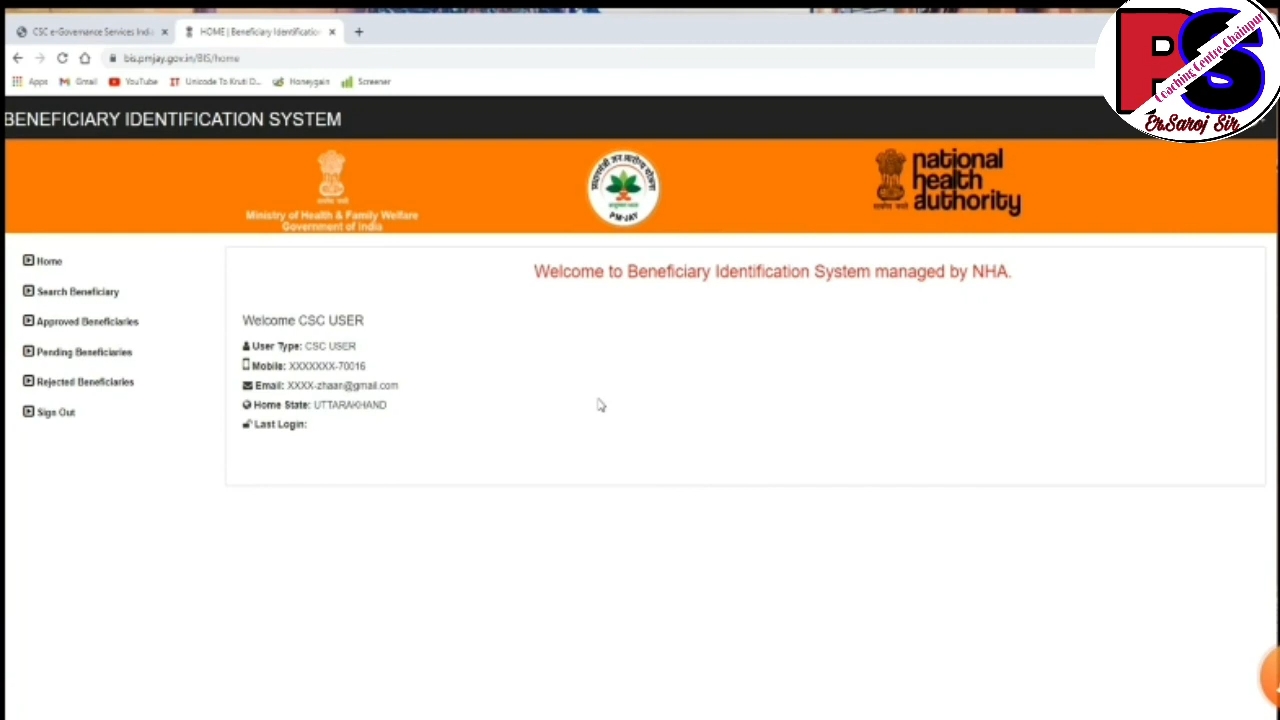 CSC e-Governance Services Indi
HOME | Beneficiary Identificatio
bis.pmjay.gov.in/BIS/home
Apps
Gmail
YouTube
Unicode To Kruti D...
Honeygain
Screener
PS
Coaching Centre, Chainpur
Er.Saroj Sir
BENEFICIARY IDENTIFICATION SYSTEM
Ministry of Health & Family Welfare
Government of India
PM-JAY
national
health
authority
Home
Search Beneficiary
Approved Beneficiaries
Pending Beneficiaries
Rejected Beneficiaries
Sign Out
Welcome to Beneficiary Identification System managed by NHA.
Welcome CSC USER
User Type: CSC USER
Mobile: XXXXXXX-70016
Email: XXXX-zhaan@gmail.com
Home State: UTTARAKHAND
Last Login: